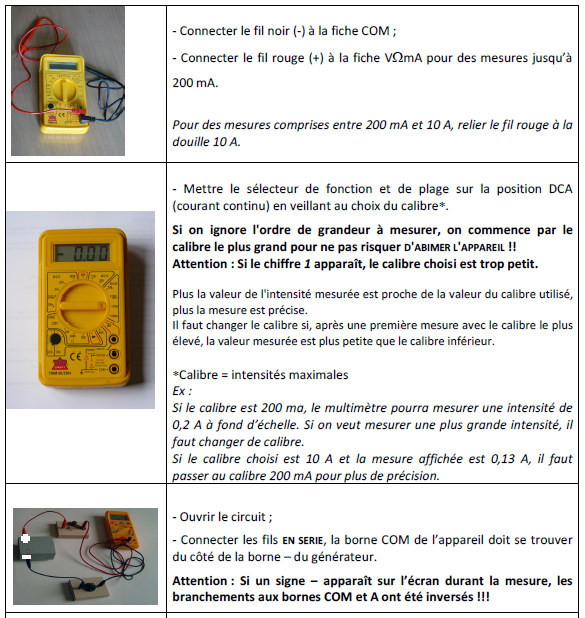 - Connecter le fil noir (-) à la fiche COM ;
- Connecter le fil rouge (+) à la fiche VΩmA pour des mesures jusqu'à
200 mA.
Pour des mesures comprises entre 200 mA et 10 A, relier le fil rouge à la
douille 10 A.
- Mettre le sélecteur de fonction et de plage sur la position DCA
(courant continu) en veillant au choix du calibre*.
Si on ignore l'ordre de grandeur à mesurer, on commence par le
calibre le plus grand pour ne pas risquer D'ABIMER L'APPAREIL !!
Attention : Si le chiffre 1 apparaît, le calibre choisi est trop petit.
Plus la valeur de l'intensité mesurée est proche de la valeur du calibre utilisé,
plus la mesure est précise.
Il faut changer le calibre si, après une première mesure avec le calibre le plus
élevé, la valeur mesurée est plus petite que le calibre inférieur.
*Calibre = intensités maximales
Ex :
Si le calibre est 200 ma, le multimètre pourra mesurer une intensité de
0,2 A à fond d'échelle. Si on veut mesurer une plus grande intensité, il
faut changer de calibre.
Si le calibre choisi est 10 A et la mesure affichée est 0,13 A, il faut
passer au calibre 200 mA pour plus de précision.
- 0.00
- Ouvrir le circuit ;
- Connecter les fils EN SERIE, la borne COM de l'appareil doit se trouver
du côté de la borne – du générateur.
Attention : Si un signe – apparaît sur l'écran durant la mesure, les
branchements aux bornes COM et A ont été inversés !!!